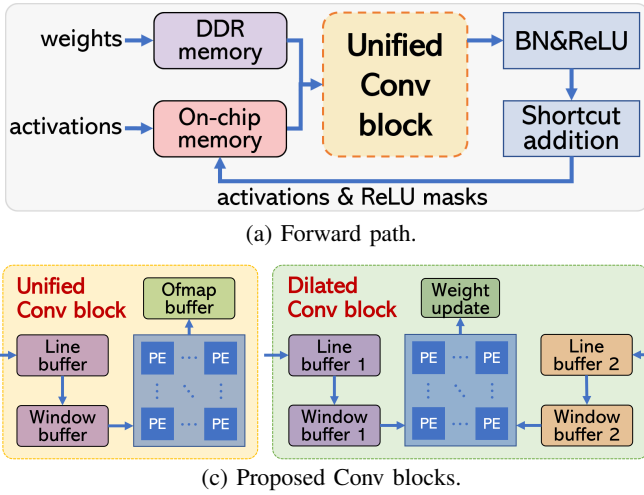 weights
DDR
memory
activations
On-chip
memory
Unified
Conv
block
BN&ReLU
Shortcut
addition
activations & ReLU masks
(a) Forward path.
Unified
Conv block
Ofmap
buffer
Line
buffer
Window
buffer
PE ··· PE
PE ··· PE
Dilated
Conv block
Weight
update
Line
buffer 1
Window
buffer 1
PE ··· PE
PE ··· PE
Line
buffer 2
Window
buffer 2
(c) Proposed Conv blocks.